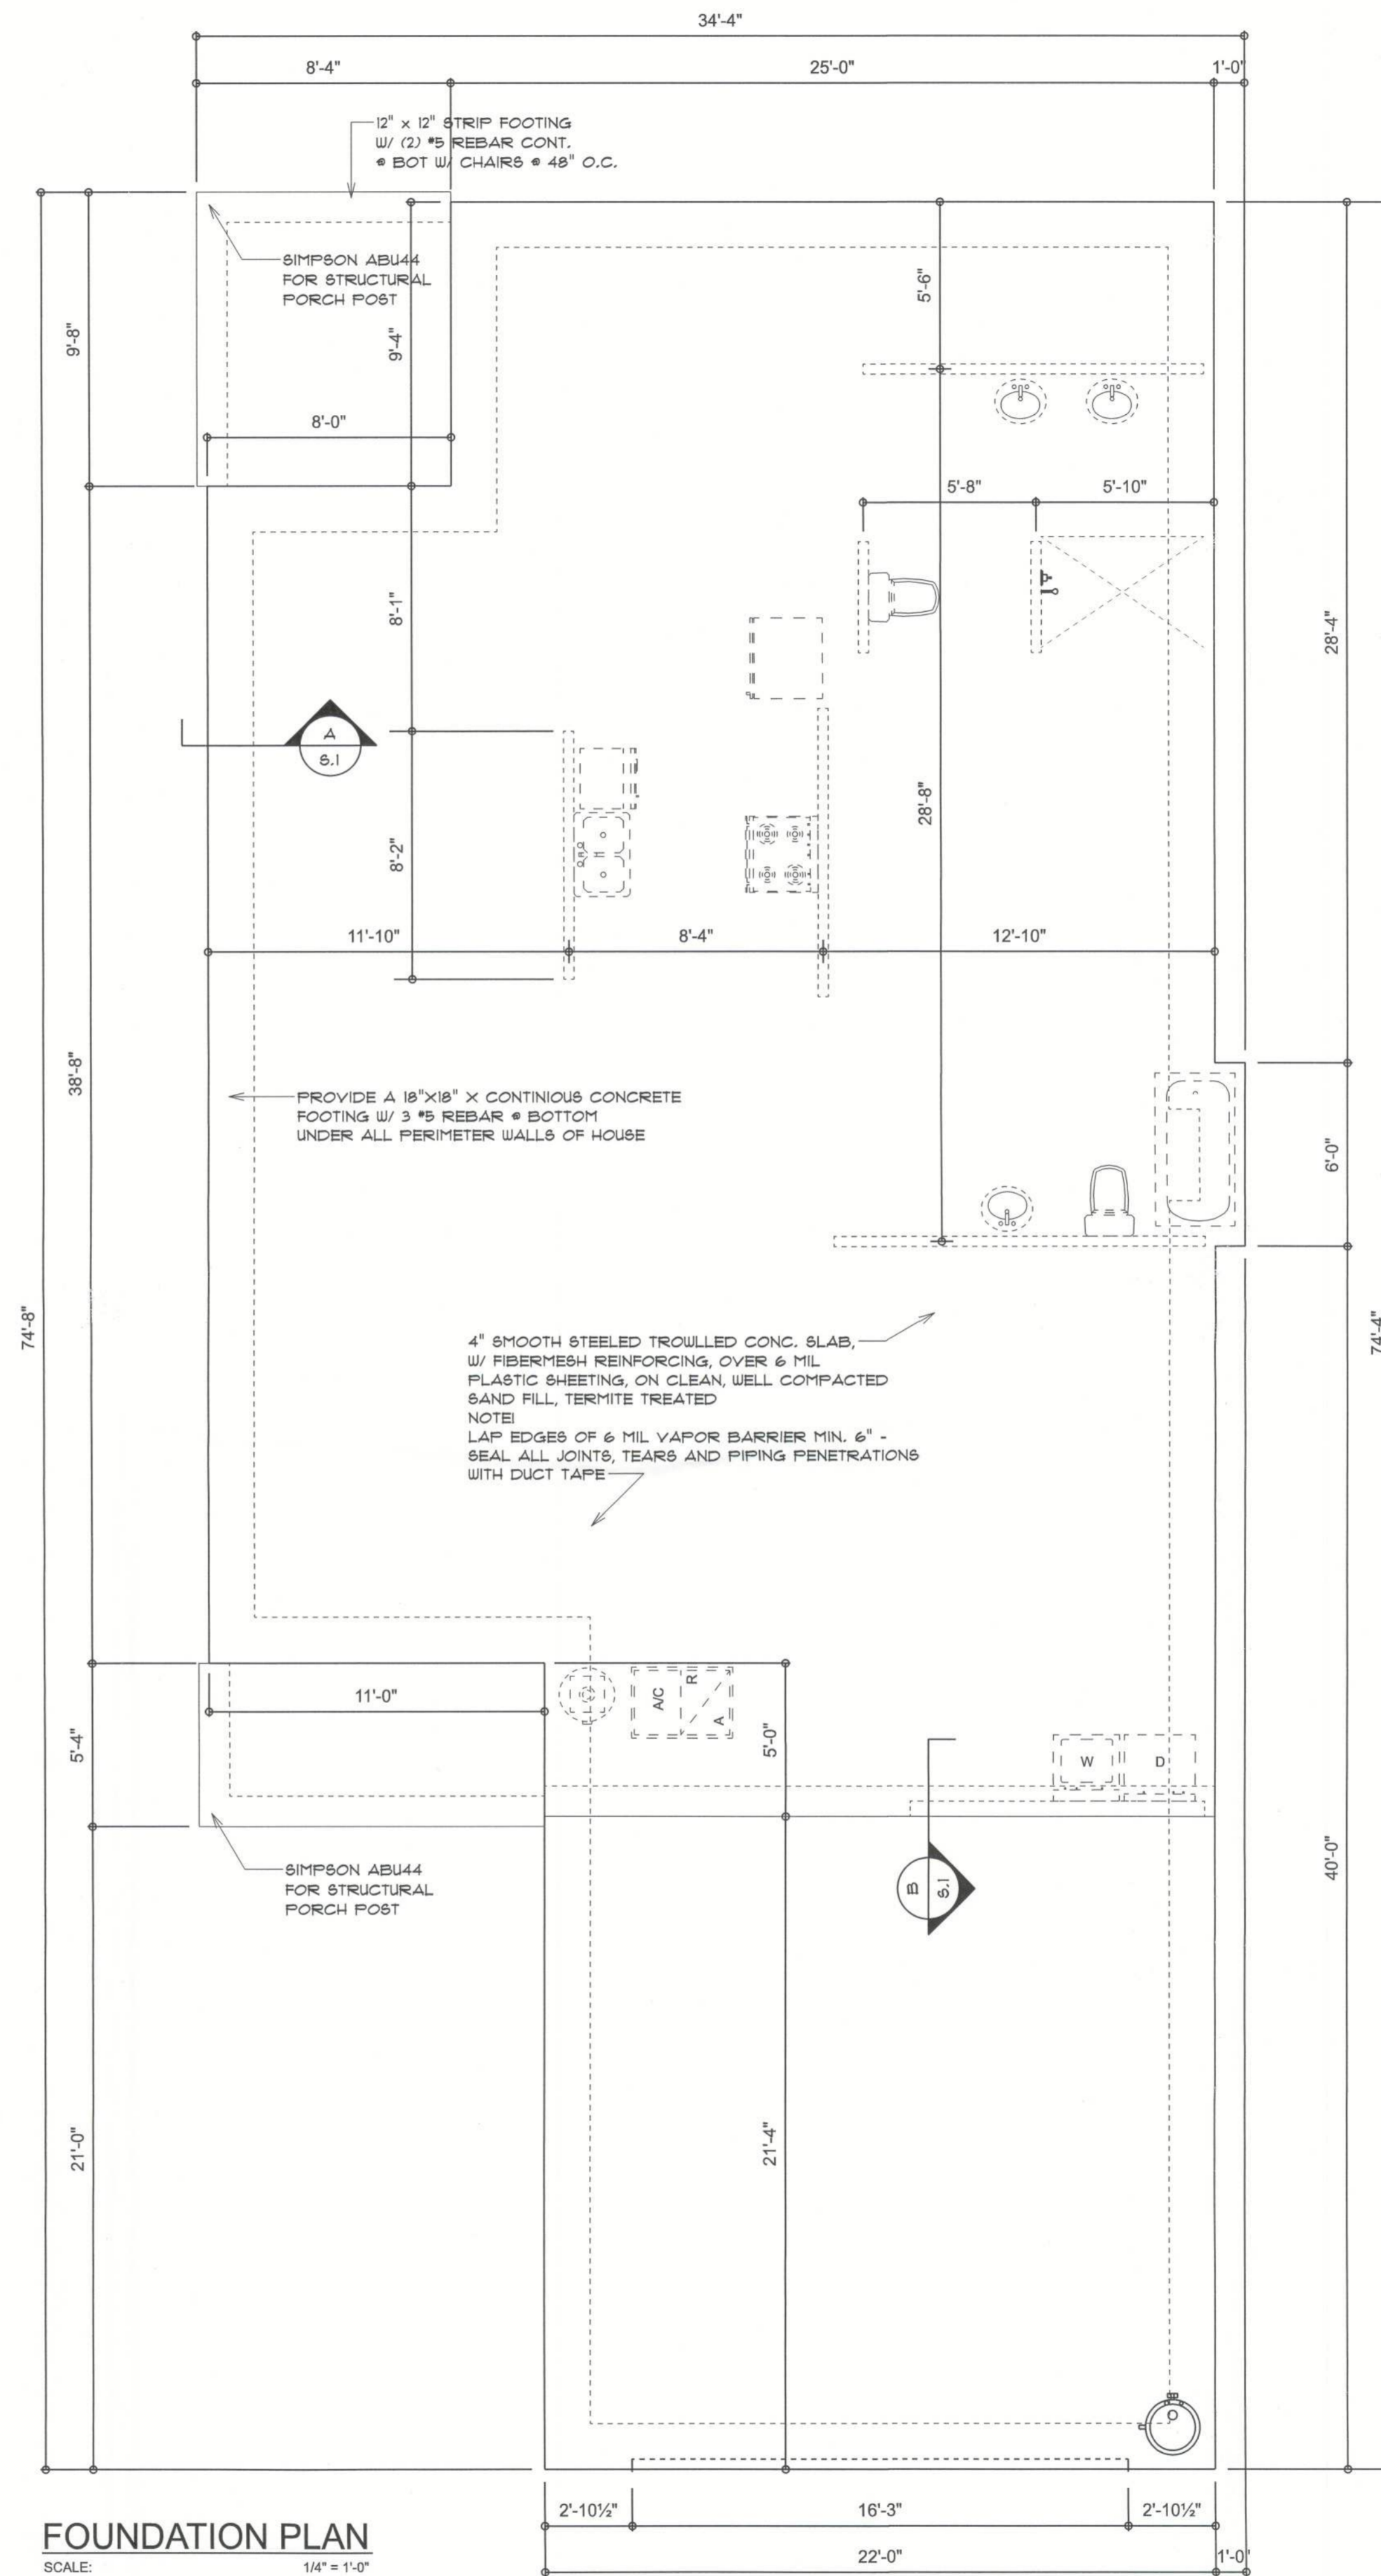 34'-4"
8'-4" 25'-0" 1'-0"
12" x 12" STRIP FOOTING
W/ (2) #5 REBAR CONT.
@ BOT W/ CHAIRS @ 48" O.C.
SIMPSON ABU44
FOR STRUCTURAL
PORCH POST
9'-8"
9'-4"
5'-6"
8'-0"
5'-8" 5'-10"
8'-1"
28'-4"
A
S.1
28'-8"
8'-2"
11'-10" 8'-4" 12'-10"
38'-8"
PROVIDE A 18"X18" X CONTINIOUS CONCRETE
FOOTING W/ 3 #5 REBAR @ BOTTOM
UNDER ALL PERIMETER WALLS OF HOUSE
6'-0"
74'-8"
74'-4"
4" SMOOTH STEELED TROWLLED CONC. SLAB,
W/ FIBERMESH REINFORCING, OVER 6 MIL
PLASTIC SHEETING, ON CLEAN, WELL COMPACTED
SAND FILL, TERMITE TREATED
NOTE!
LAP EDGES OF 6 MIL VAPOR BARRIER MIN. 6" -
SEAL ALL JOINTS, TEARS AND PIPING PENETRATIONS
WITH DUCT TAPE
11'-0"
A/C R A
5'-4"
5'-0"
W D
SIMPSON ABU44
FOR STRUCTURAL
PORCH POST
B
S.1
40'-0"
21'-0"
21'-4"
2'-10½" 16'-3" 2'-10½"
22'-0" 1'-0"
FOUNDATION PLAN
SCALE: 1/4" = 1'-0"